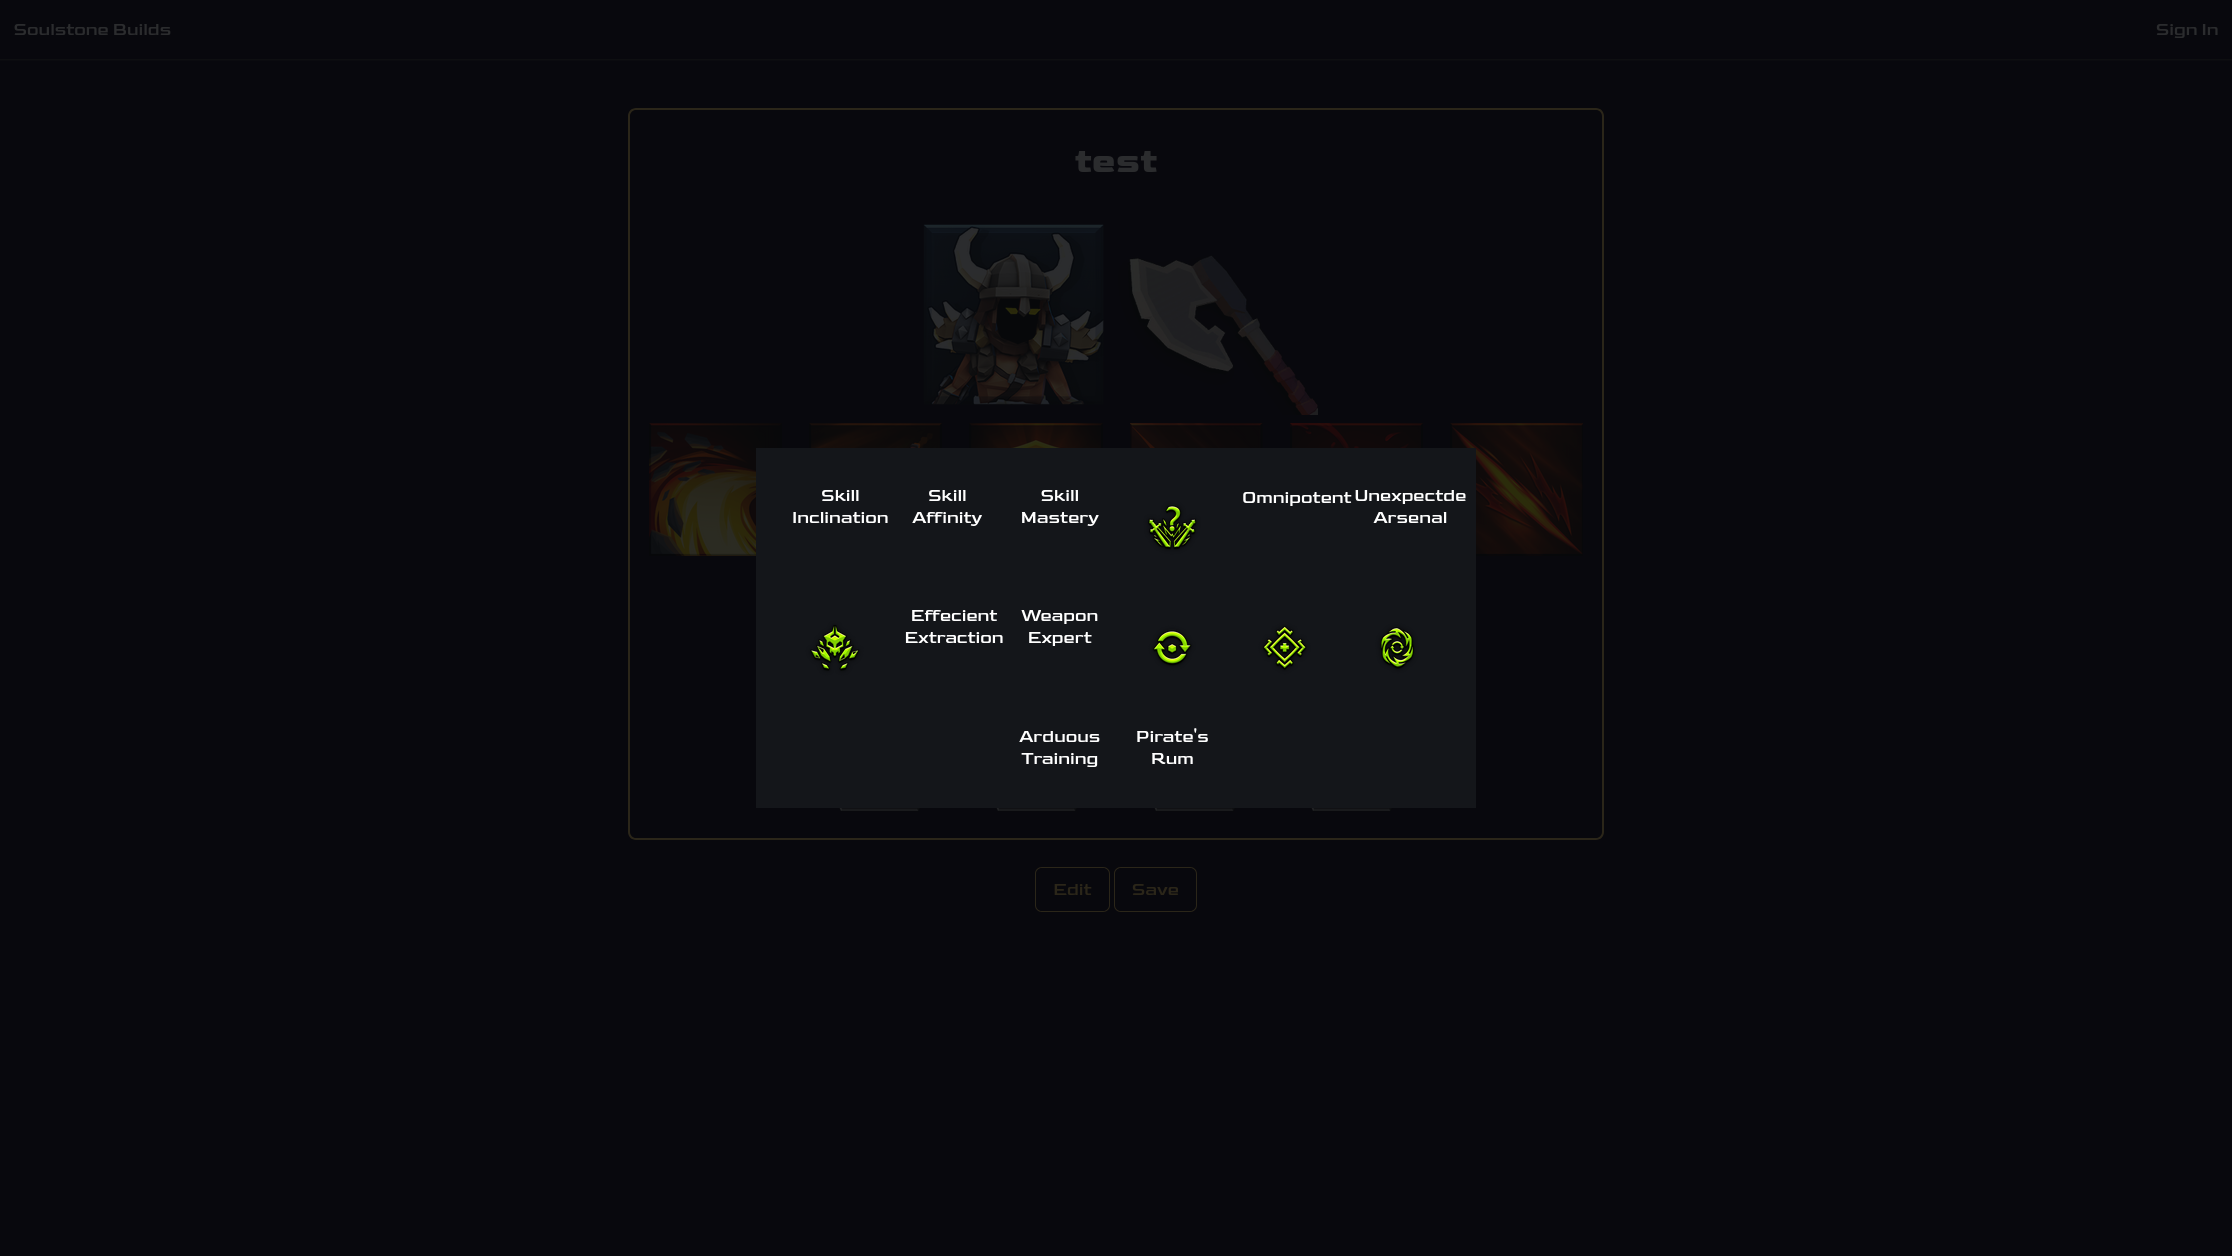 Soulstone Builds
Sign In
test
Skill
Inclination
Skill
Affinity
Skill
Mastery
Omnipotent
Unexpectde
Arsenal
Effecient
Extraction
Weapon
Expert
Arduous
Training
Pirate's
Rum
Edit
Save